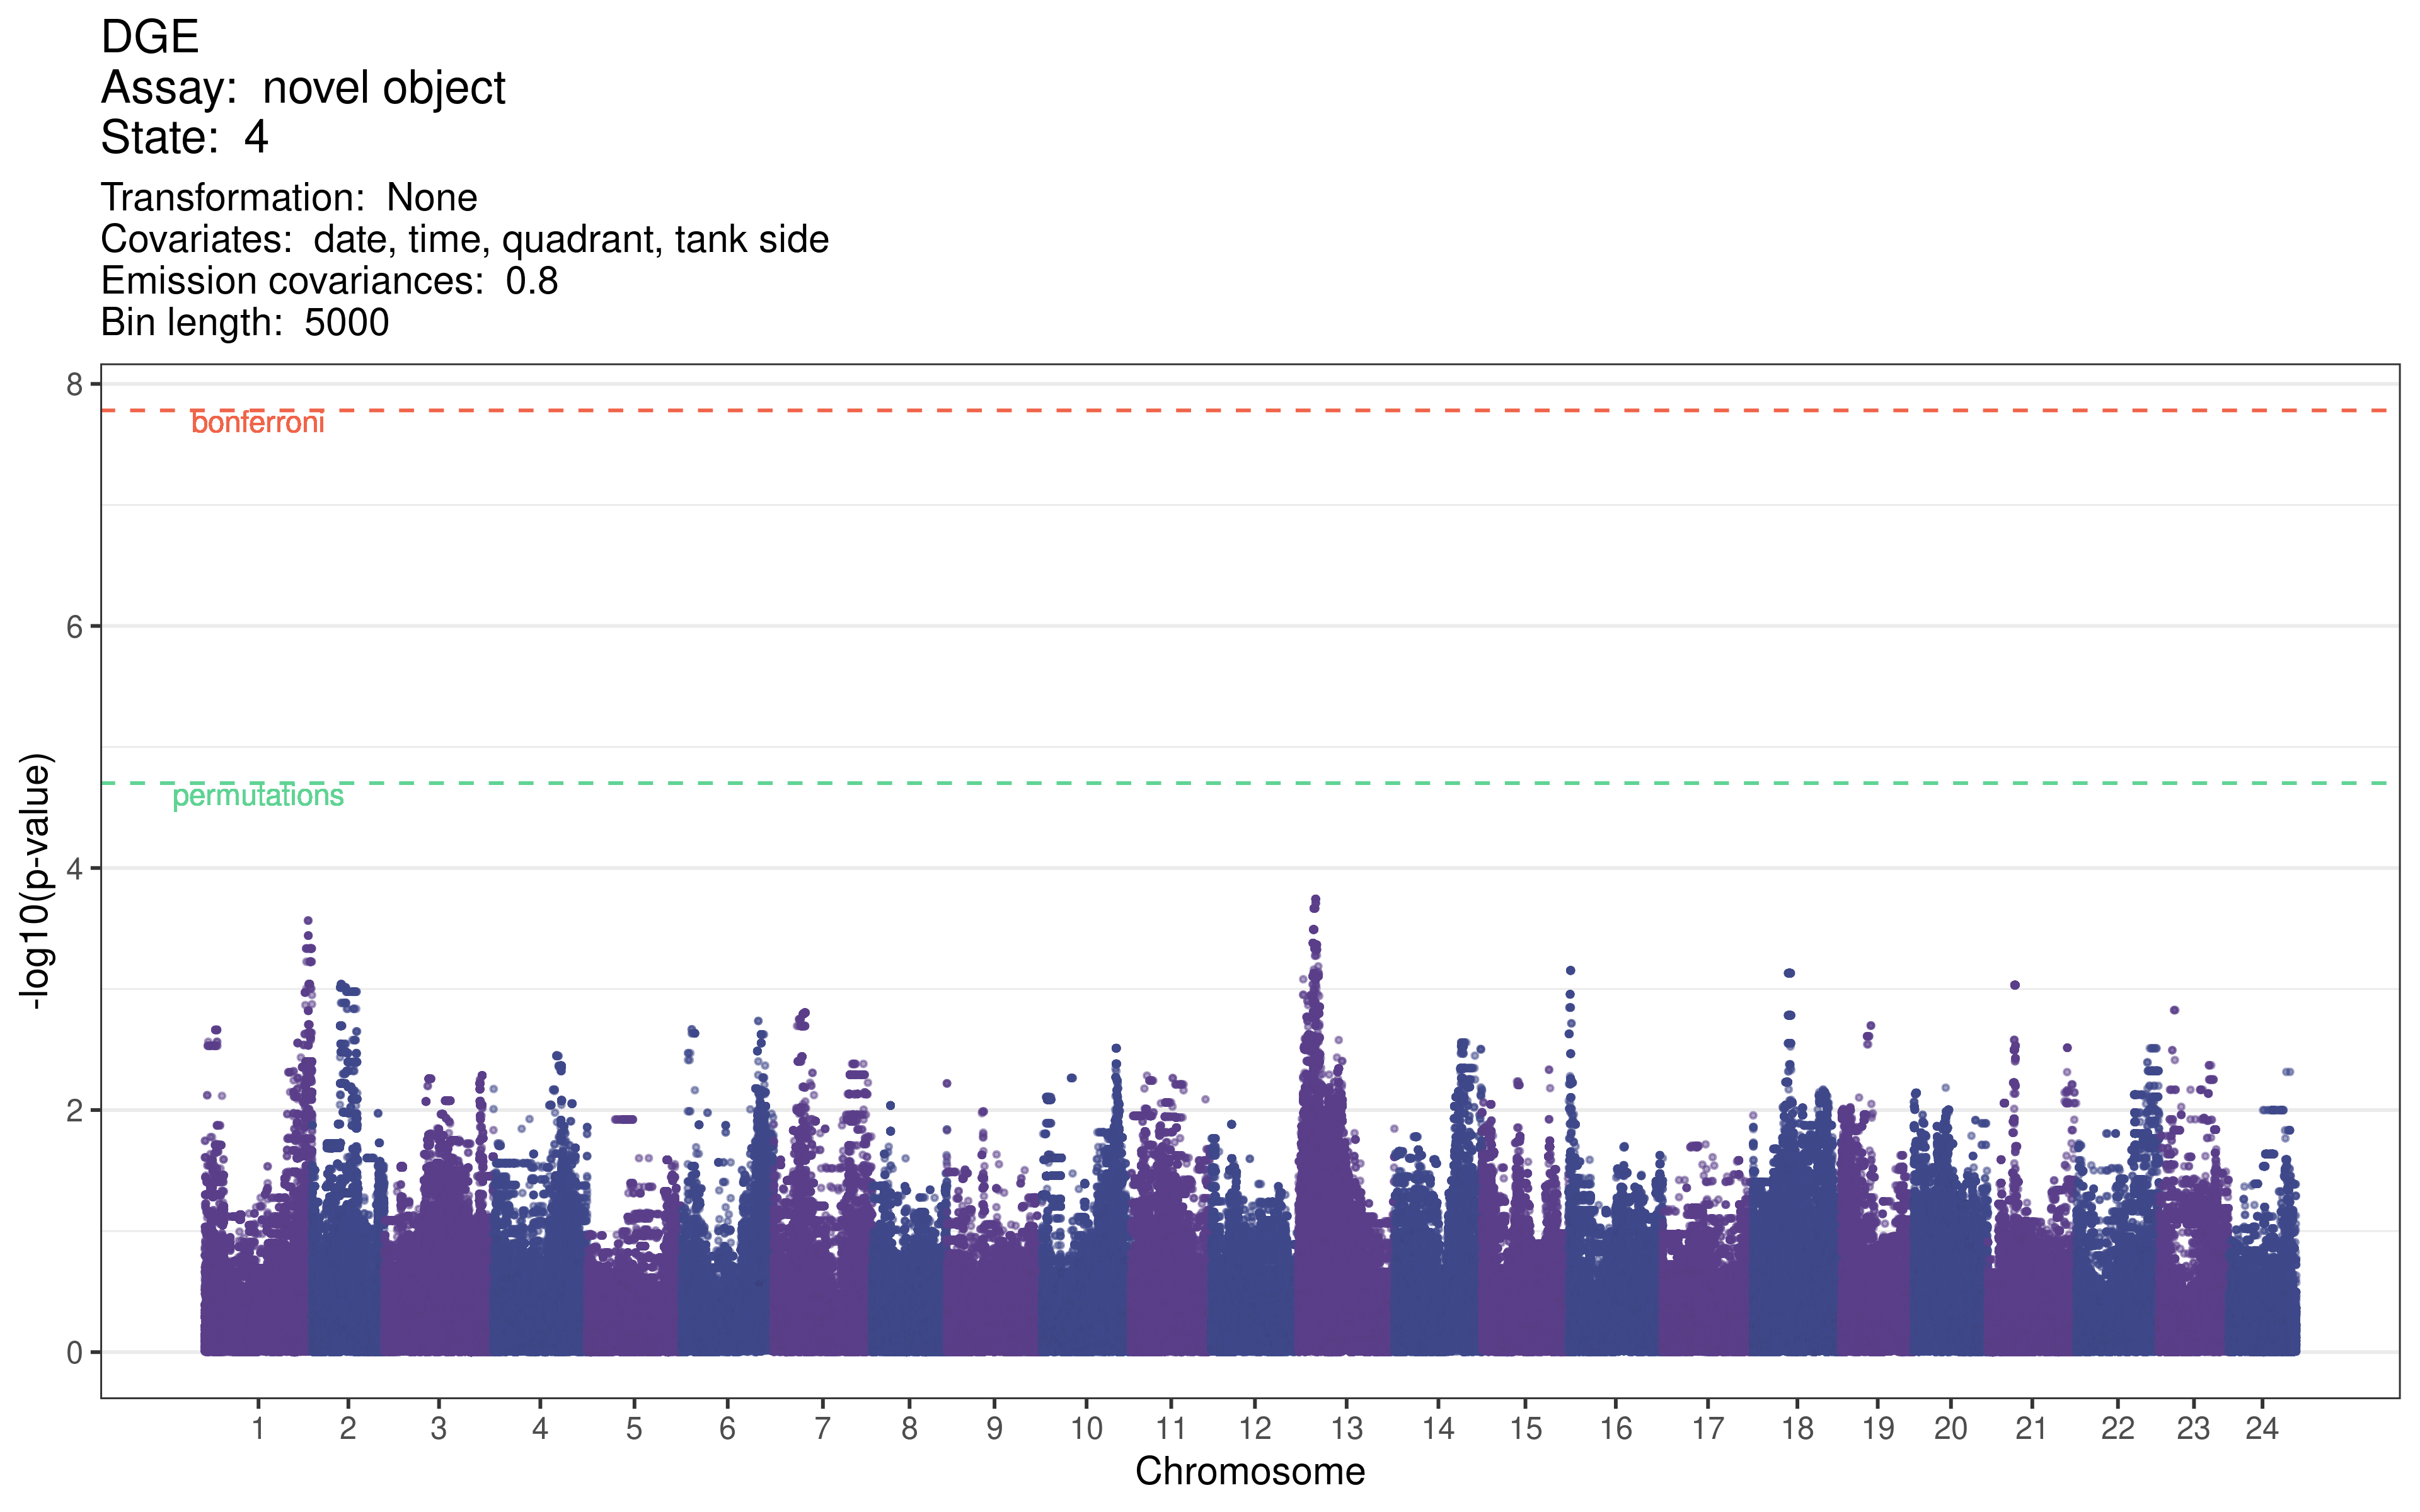 DGE
Assay:  novel object
State:  4
Transformation:  None
Covariates:  date, time, quadrant, tank side
Emission covariances:  0.8
Bin length:  5000
8
bonferroni
6
permutations
4
2
0
-log10(p-value)
1 2 3 4 5 6 7 8 9 10 11 12 13 14 15 16 17 18 19 20 21 22 23 24
Chromosome